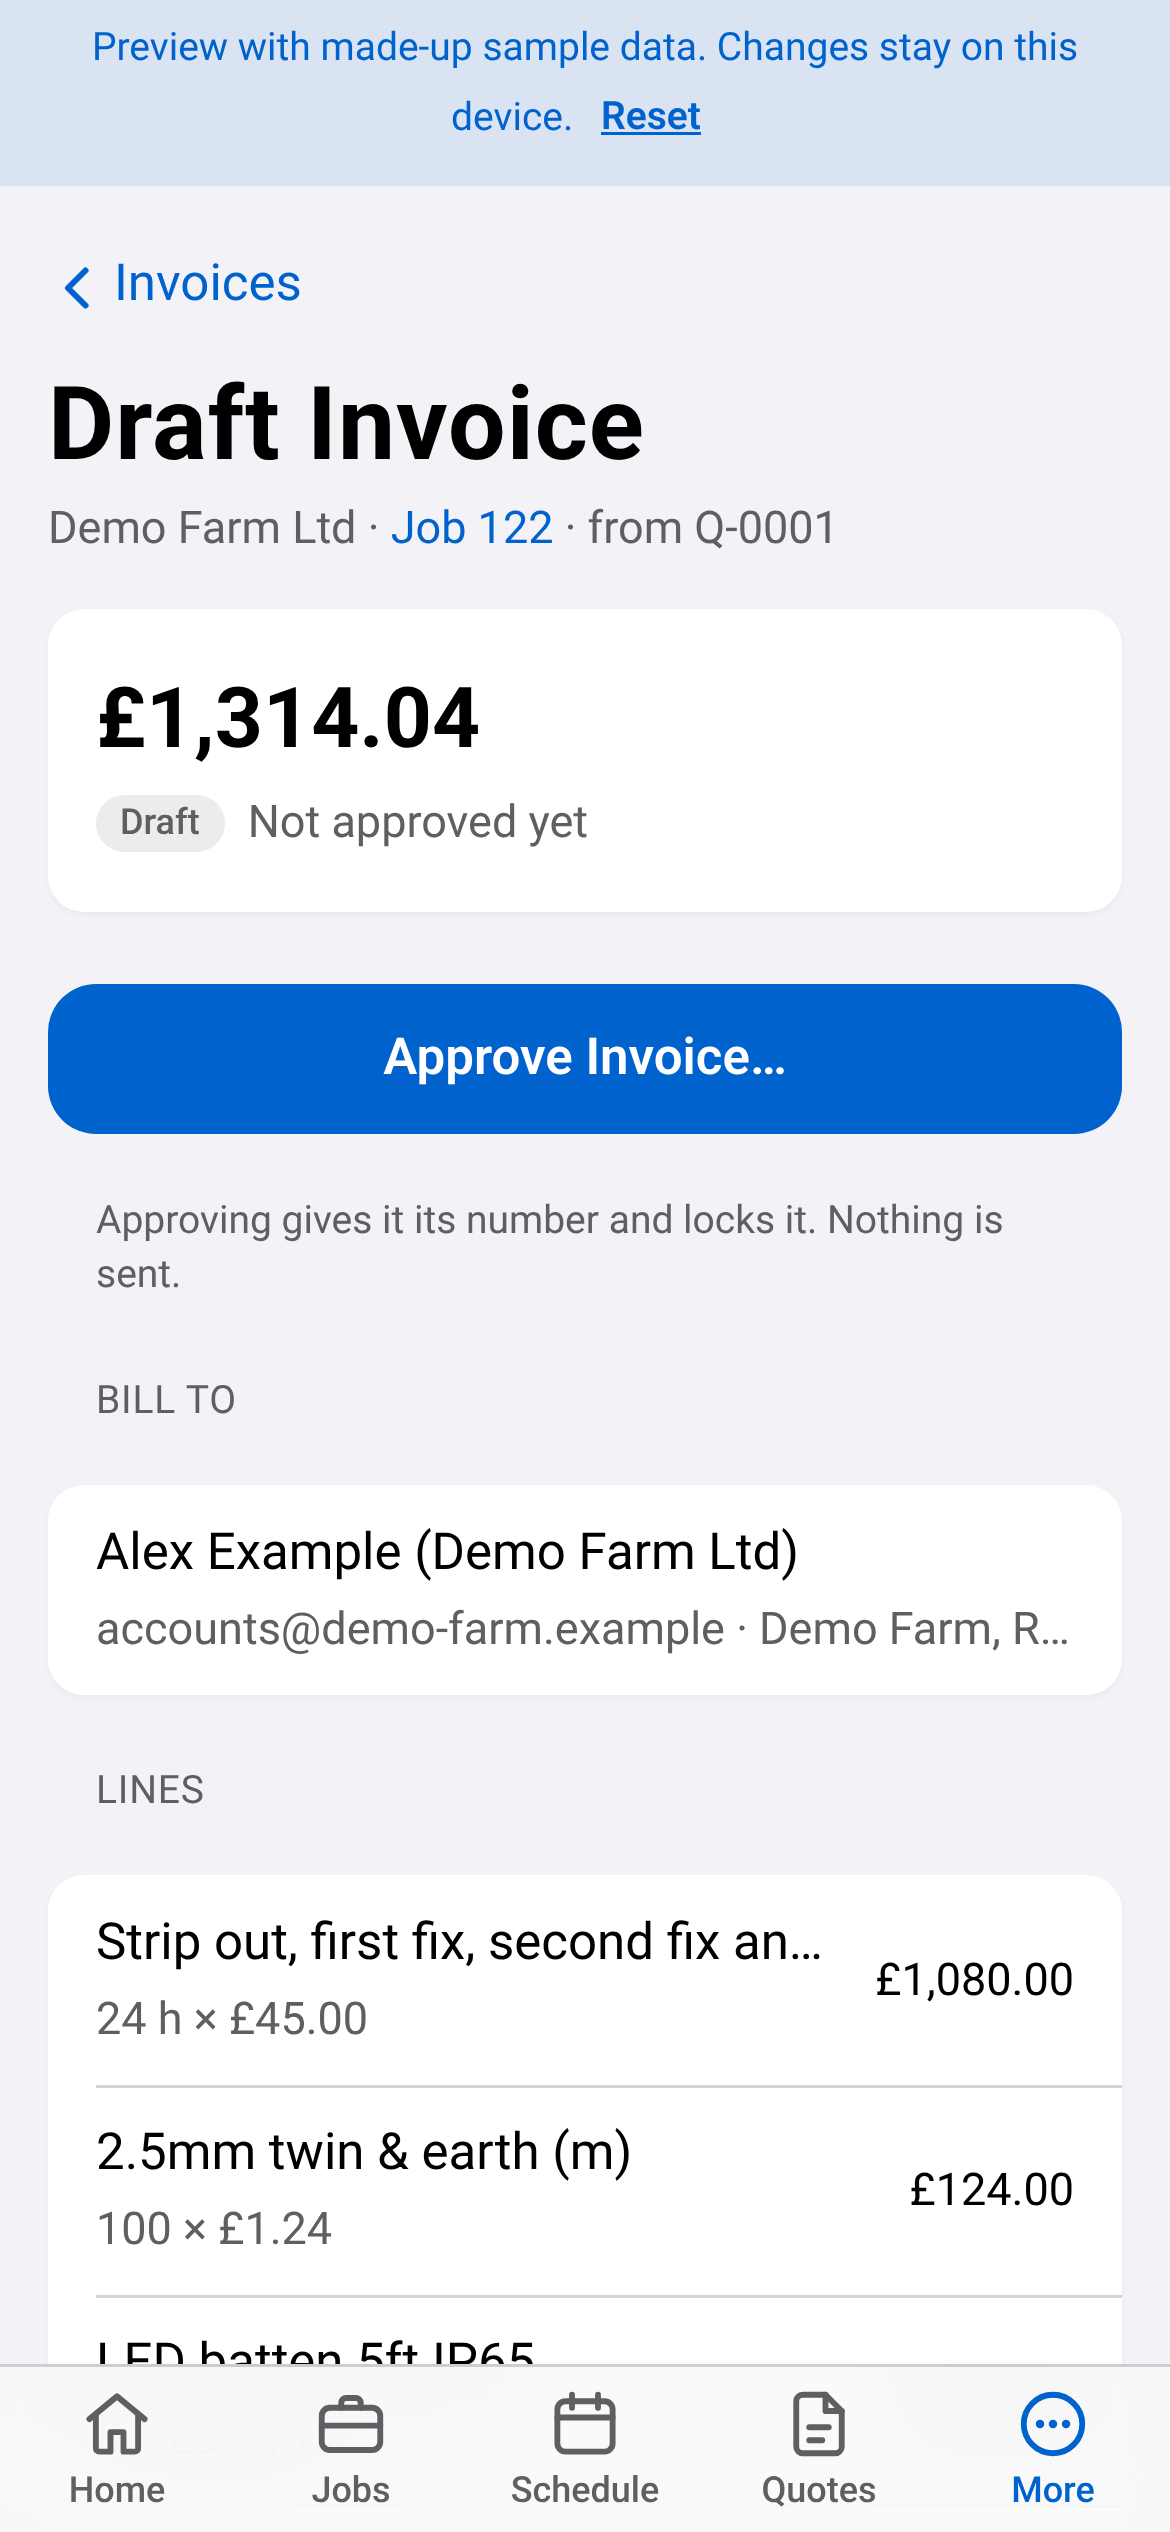 Preview with made-up sample data. Changes stay on this
device. Reset
Invoices
Draft Invoice
Demo Farm Ltd · Job 122 · from Q-0001
£1,314.04
Draft Not approved yet
Approve Invoice…
Approving gives it its number and locks it. Nothing is
sent.
BILL TO
Alex Example (Demo Farm Ltd)
accounts@demo-farm.example · Demo Farm, R…
LINES
Strip out, first fix, second fix an…
£1,080.00
24 h × £45.00
2.5mm twin & earth (m)
£124.00
100 × £1.24
LED batten 5ft IP65
Home
Jobs
Schedule
Quotes
More